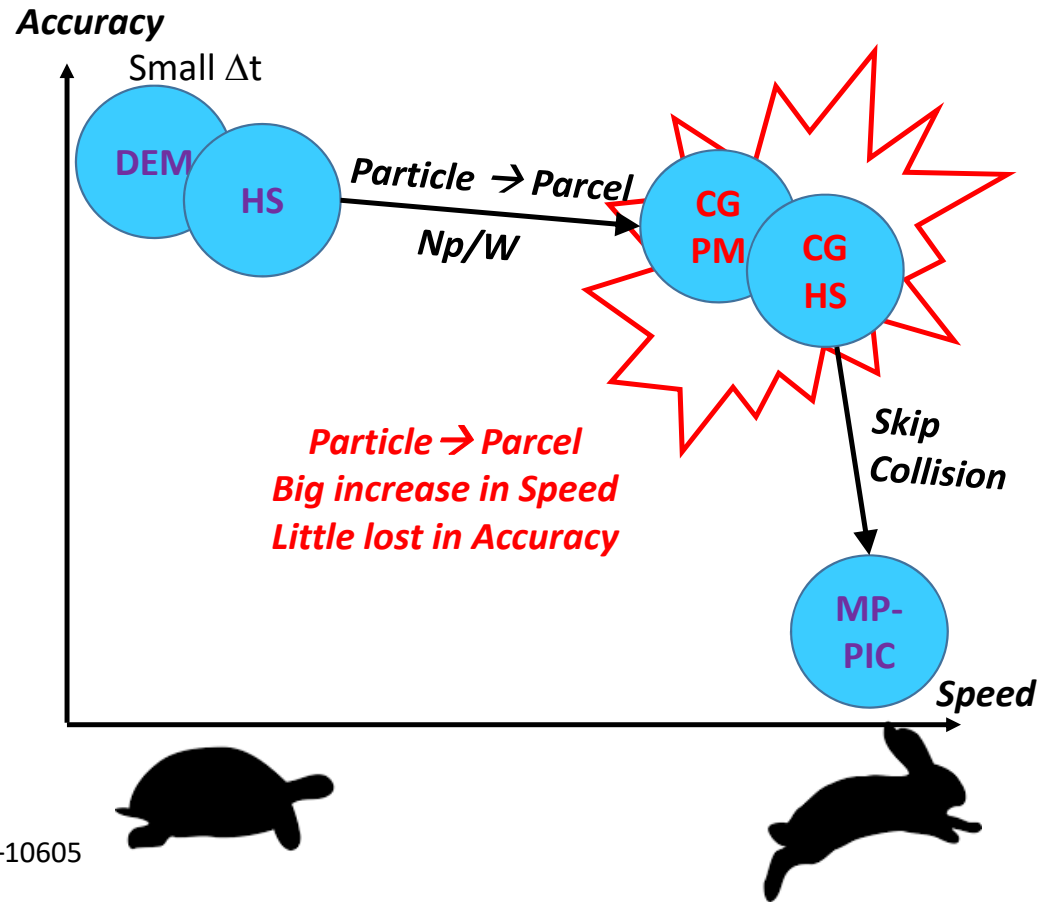 Accuracy
Small Δt
DEM
HS
Particle → Parcel
Np/W
CG
PM
CG
HS
Particle → Parcel
Big increase in Speed
Little lost in Accuracy
Skip
Collision
MP-
PIC
Speed
-10605